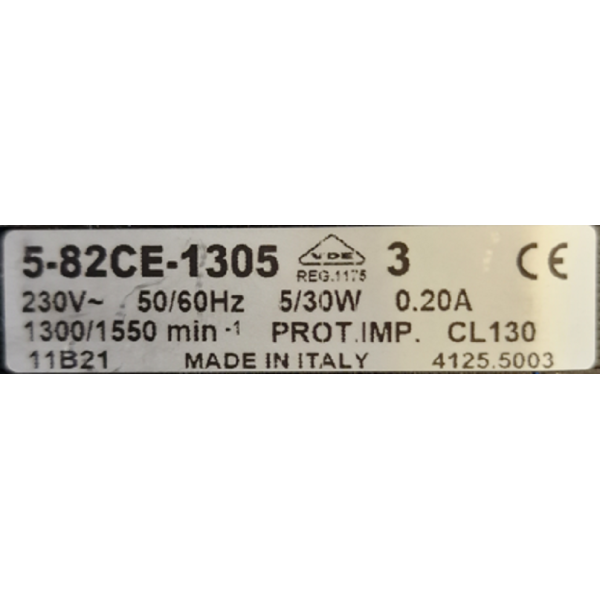 5-82CE-1305 VDE REG.1175 3 CE
230V~ 50/60Hz 5/30W 0.20A
1300/1550 min -1 PROT.IMP. CL130
11B21 MADE IN ITALY 4125.5003